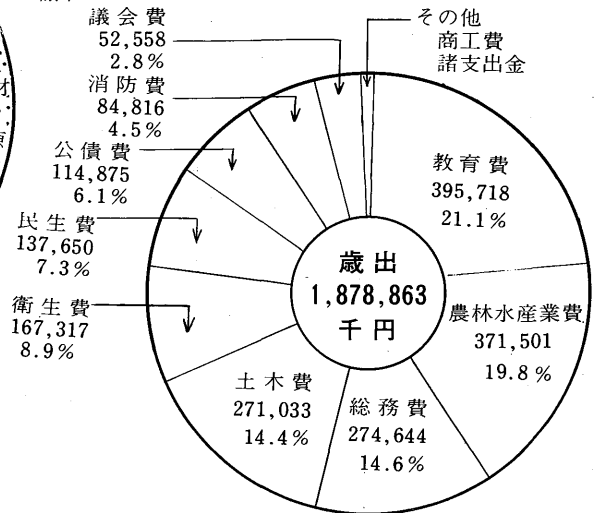 議会費
52,558
2.8%
消防費
84,816
4.5%
公債費
114,875
6.1%
民生費
137,650
7.3%
衛生費
167,317
8.9%
その他
商工費
諸支出金
教育費
395,718
21.1%
農林水産業費
371,501
19.8%
総務費
274,644
14.6%
土木費
271,033
14.4%
歳出
1,878,863
千円